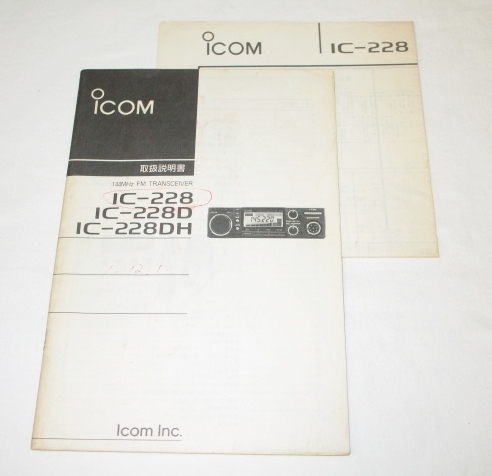 ICOM
IC-228
ICOM
取扱説明書
144MHz FM TRANSCEIVER
IC-228
IC-228D
IC-228DH
Icom Inc.